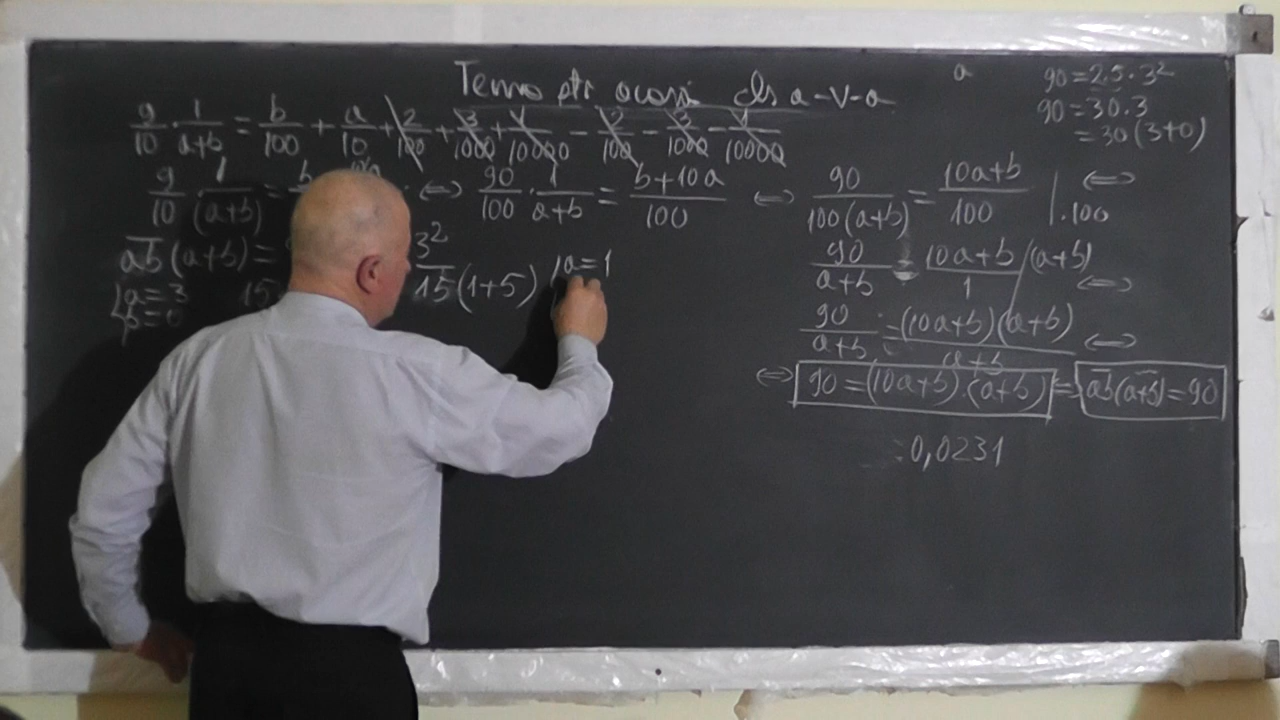 Tema ptr acasă cls a-V-a
a
90 = 2·5·3²
90 = 30·3
= 30(3+0)
9/10 · 1/(a+b) = b/100 + a/10 + 2/100 + 3/1000 + 1/10000 - 2/100 - 3/1000 - 1/10000
9/10 · 1/(a+b) = b ⇔ 90/100 · 1/(a+b) = (b+10a)/100 ⇔ 90/(100(a+b)) = (10a+b)/100 | ·100 ⇔
ab(a+b) = 3²
90/(a+b) = (10a+b)/1 /(a+b) ⇔
a = 3 15 15(1+5) a = 1
b = 0
90/(a+b) = (10a+b)(a+b)/(a+b) ⇔
⇔ 90 = (10a+b)·(a+b) ab(a+b) = 90
= 0,0231